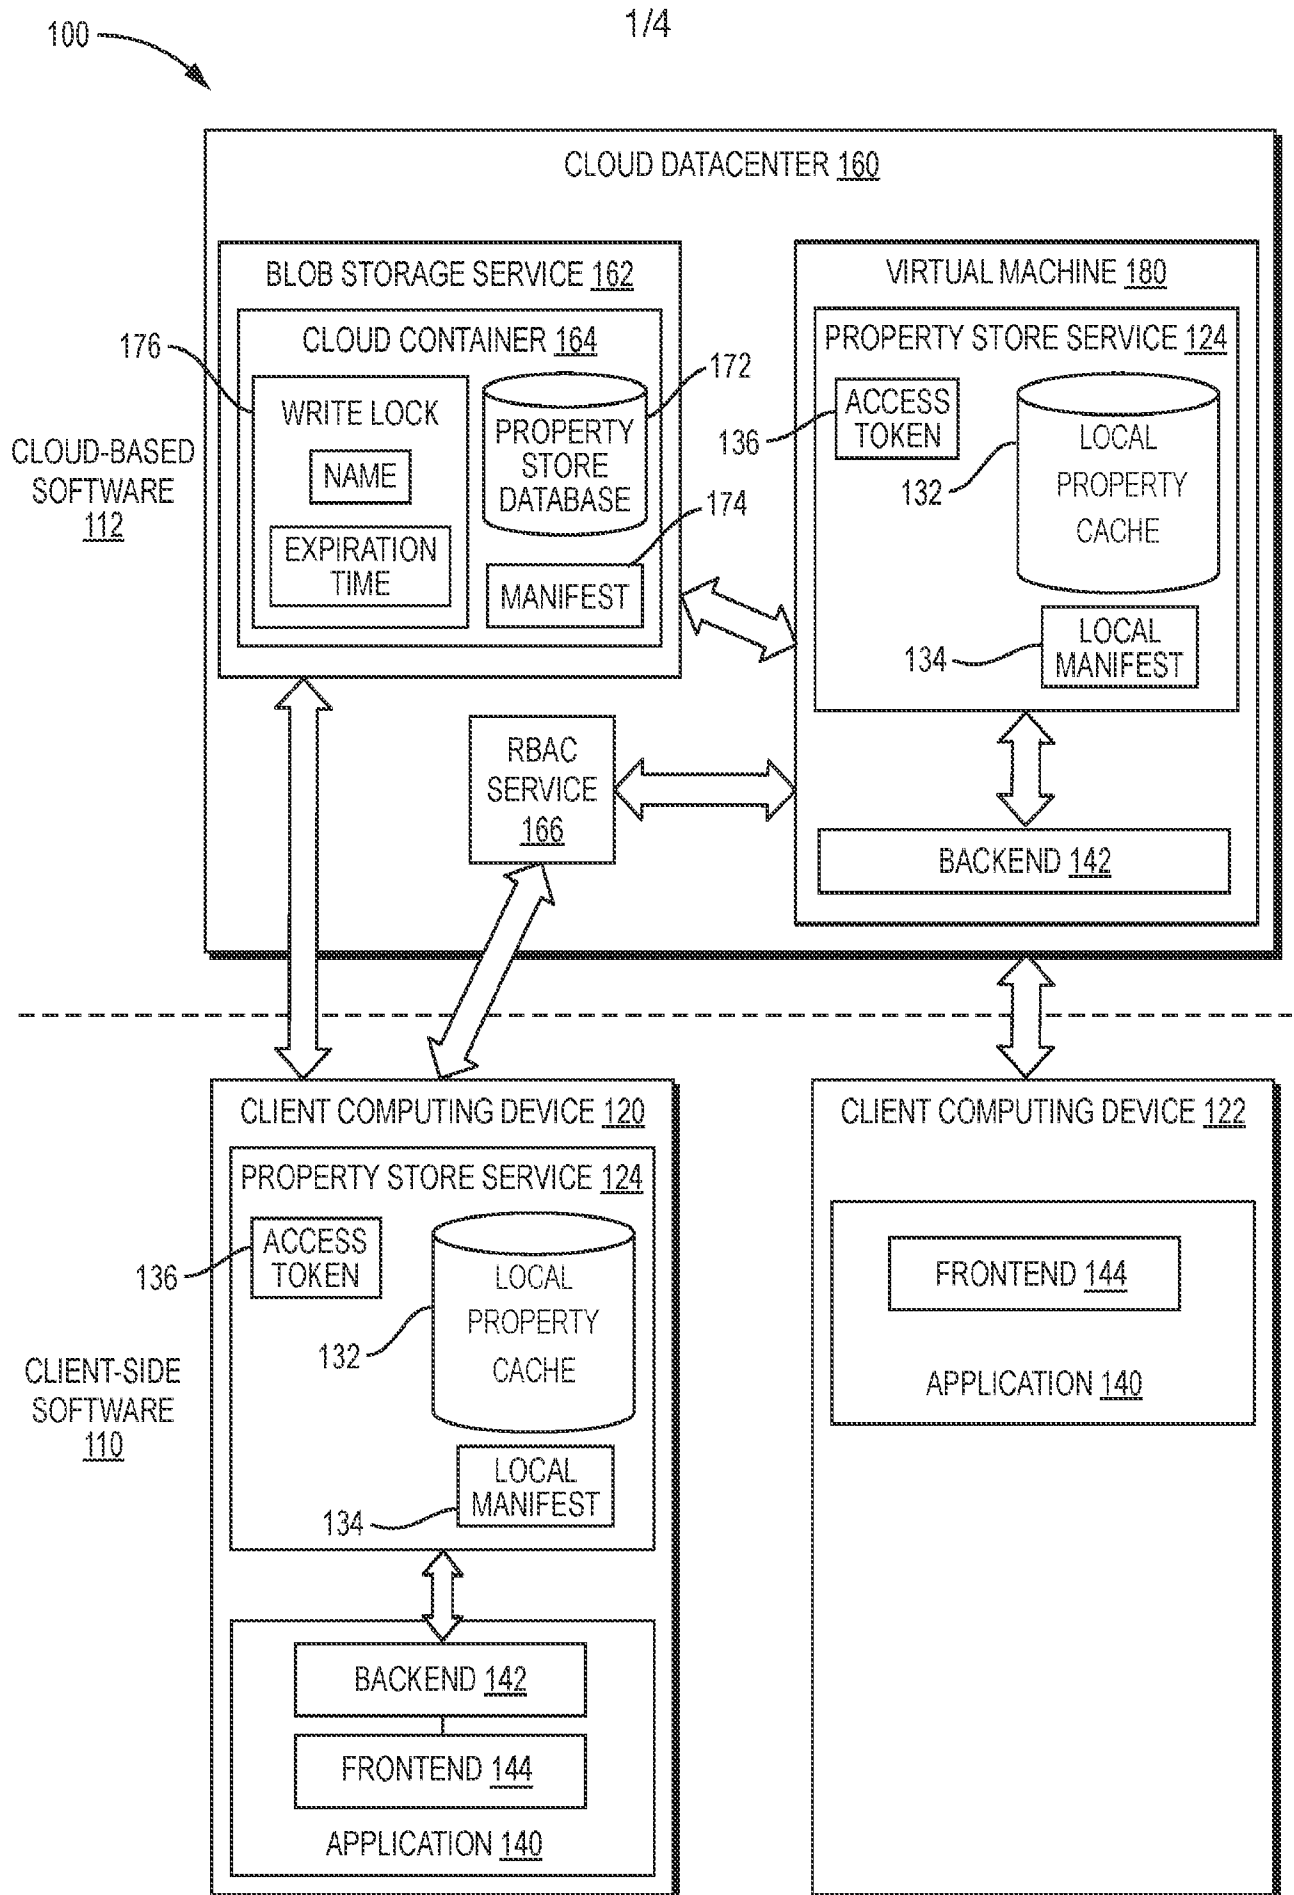 1/4
100
CLOUD DATACENTER 160
BLOB STORAGE SERVICE 162
CLOUD CONTAINER 164
176
WRITE LOCK
NAME
EXPIRATION
TIME
172
PROPERTY
STORE
DATABASE
174
MANIFEST
CLOUD-BASED
SOFTWARE
112
VIRTUAL MACHINE 180
PROPERTY STORE SERVICE 124
ACCESS
TOKEN
136
132
LOCAL
PROPERTY
CACHE
134
LOCAL
MANIFEST
RBAC
SERVICE
166
BACKEND 142
CLIENT COMPUTING DEVICE 120
PROPERTY STORE SERVICE 124
ACCESS
TOKEN
136
LOCAL
PROPERTY
CACHE
132
CLIENT-SIDE
SOFTWARE
110
LOCAL
MANIFEST
134
BACKEND 142
FRONTEND 144
APPLICATION 140
CLIENT COMPUTING DEVICE 122
FRONTEND 144
APPLICATION 140